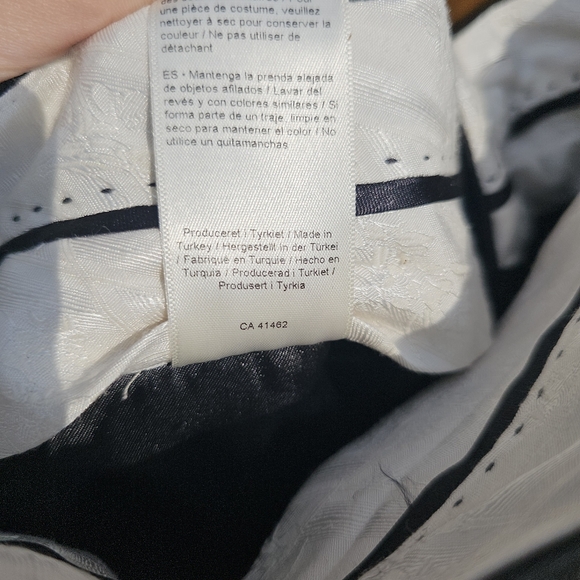 une pièce de costume, veuillez
nettoyer à sec pour conserver la
couleur / Ne pas utiliser de
détachant
ES • Mantenga la prenda alejada
de objetos afilados / Lavar del
revés y con colores similares / Si
forma parte de un traje, limpie en
seco para mantener el color / No
utilice un quitamanchas
Produceret i Tyrkiet / Made in
Turkey / Hergestellt in der Türkei
/ Fabriqué en Turquie / Hecho en
Turquia / Producerad i Turkiet /
Produsert i Tyrkia
CA 41462